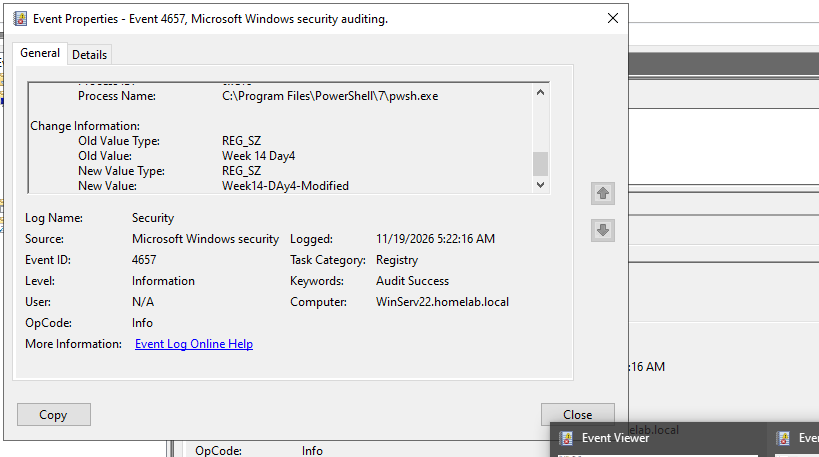 Event Properties - Event 4657, Microsoft Windows security auditing.
General
Details
Process Name: C:\Program Files\PowerShell\7\pwsh.exe
Change Information:
Old Value Type: REG_SZ
Old Value: Week 14 Day4
New Value Type: REG_SZ
New Value: Week14-DAy4-Modified
Log Name: Security
Source: Microsoft Windows security Logged: 11/19/2026 5:22:16 AM
Event ID: 4657 Task Category: Registry
Level: Information Keywords: Audit Success
User: N/A Computer: WinServ22.homelab.local
OpCode: Info
More Information: Event Log Online Help
:16 AM
Copy Close
elab.local
Event Viewer
OpCode: Info